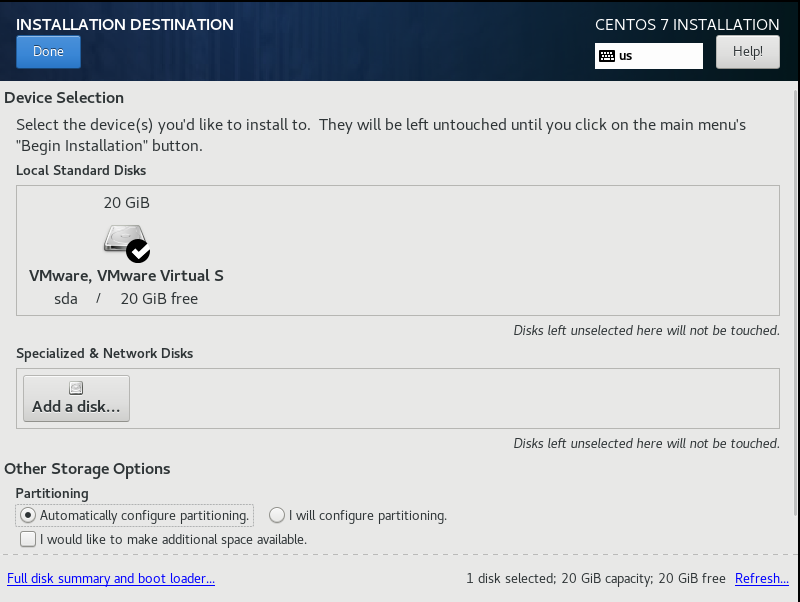 INSTALLATION DESTINATION
CENTOS 7 INSTALLATION
Done
us
Help!
Device Selection
Select the device(s) you'd like to install to.  They will be left untouched until you click on the main menu's
"Begin Installation" button.
Local Standard Disks
20 GiB
VMware, VMware Virtual S
sda / 20 GiB free
Disks left unselected here will not be touched.
Specialized & Network Disks
Add a disk...
Disks left unselected here will not be touched.
Other Storage Options
Partitioning
Automatically configure partitioning. I will configure partitioning.
I would like to make additional space available.
Full disk summary and boot loader... 1 disk selected; 20 GiB capacity; 20 GiB free Refresh...